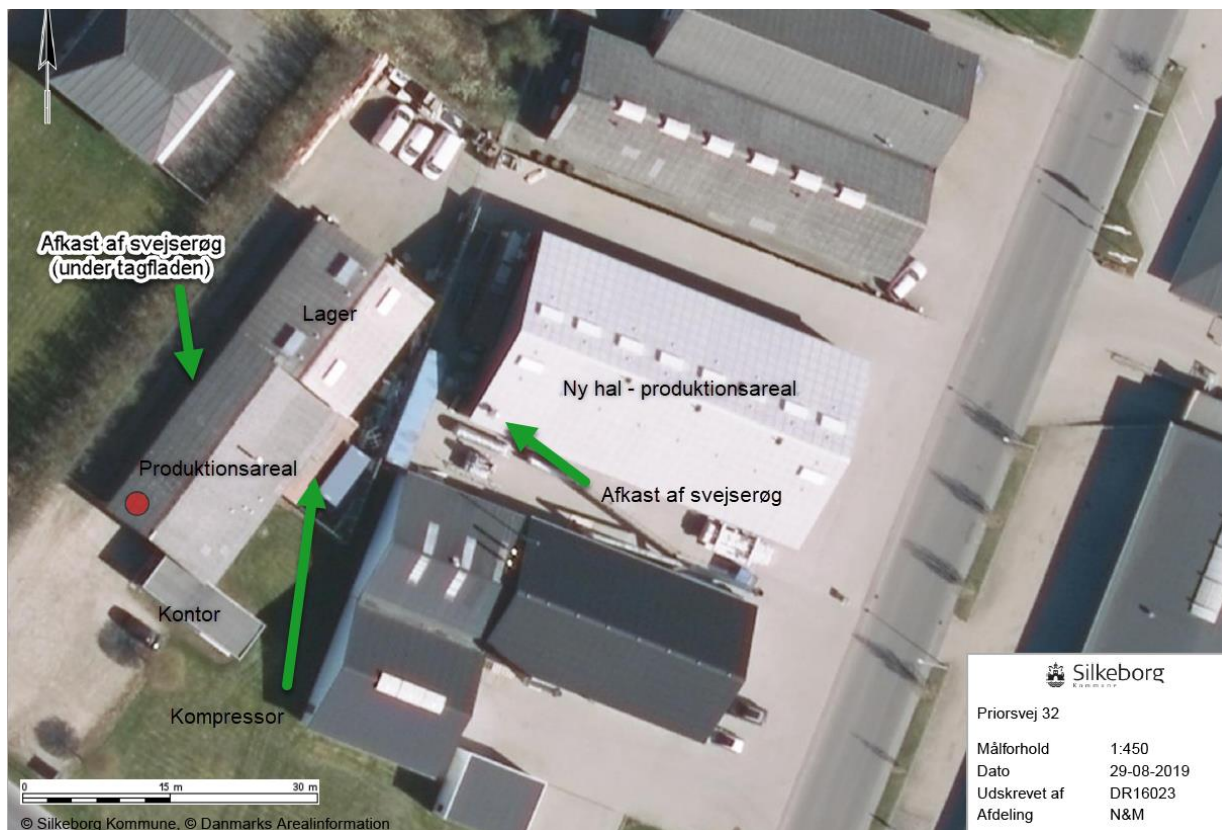 Afkast af svejserøg
(under tagfladen)
Lager
Ny hal - produktionsareal
Produktionsareal
Afkast af svejserøg
Kontor
Kompressor
0 15 m 30 m
© Silkeborg Kommune, © Danmarks Arealinformation
Silkeborg
Kommune
Priorsvej 32
Målforhold 1:450
Dato 29-08-2019
Udskrevet af DR16023
Afdeling N&M